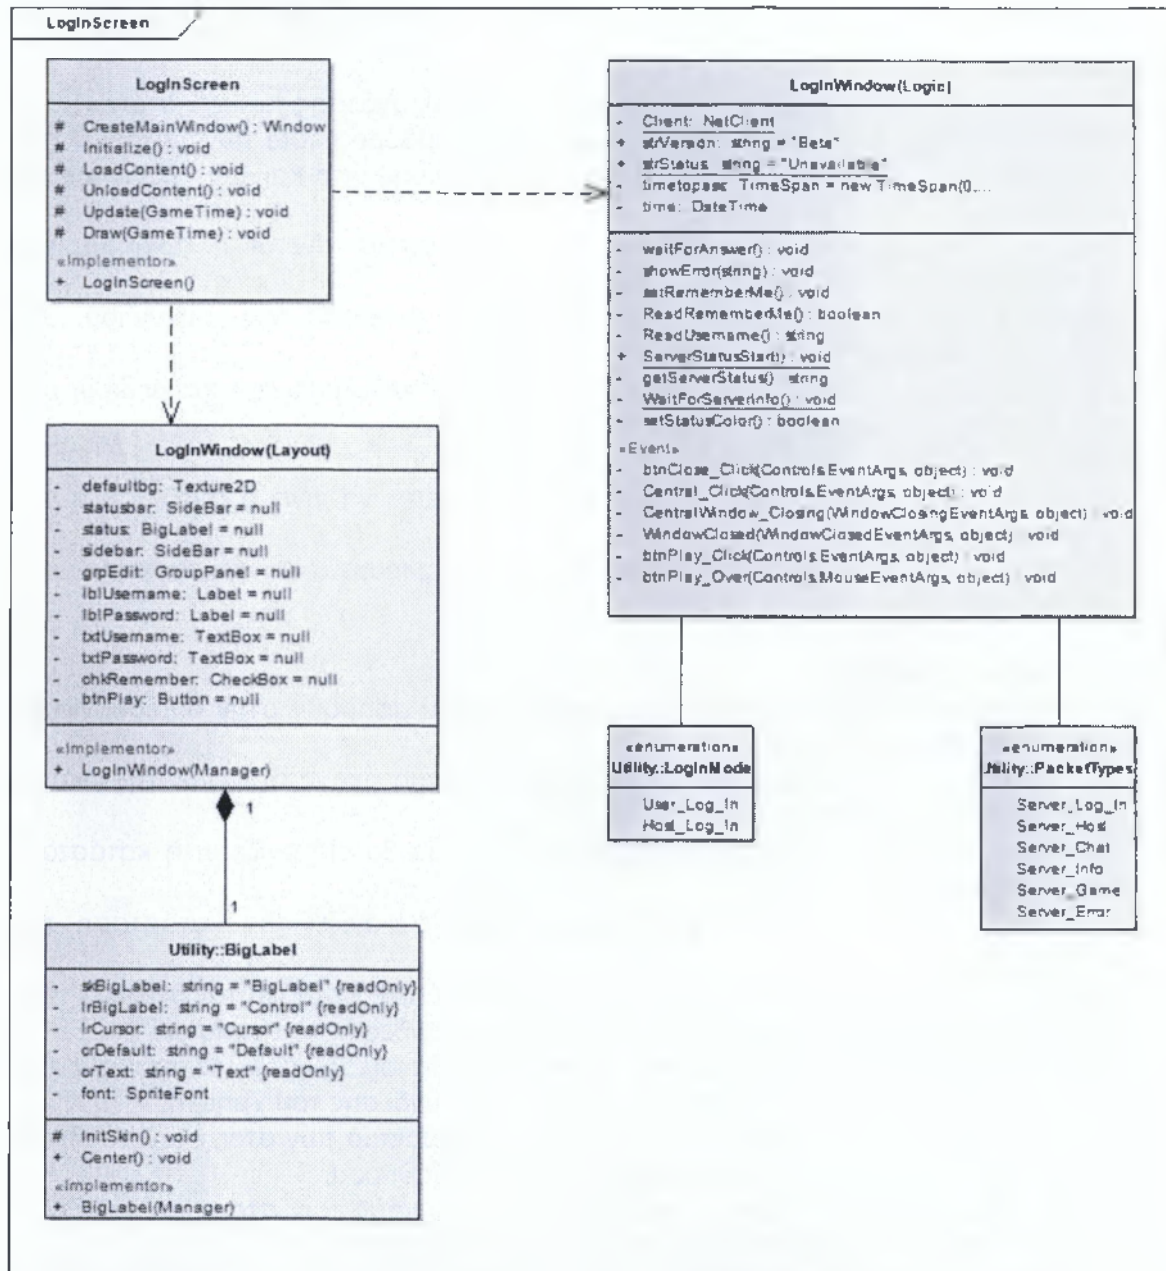 LogInScreen
LogInScreen
# CreateMainWindow() : Window
# Initialize() : void
# LoadContent() : void
# UnloadContent() : void
# Update(GameTime) : void
# Draw(GameTime) : void
«Implementor»
+ LogInScreen()
LogInWindow(Logic)
- Client: NetClient
+ strVersion: string = "Beta"
+ strStatus: string = "Unavailable"
- timetopass: TimeSpan = new TimeSpan(0,...
- time: DateTime
- waitForAnswer() : void
- showError(string) : void
- setRememberMe() : void
- ReadRememberMe() : boolean
- ReadUsername() : string
+ ServerStatusStart() : void
- getServerStatus() : string
- WaitForServerInfo() : void
- setStatusColor() : boolean
«Event»
- btnClose_Click(Controls.EventArgs, object) : void
- Central_Click(Controls.EventArgs, object) : void
- CentralWindow_Closing(WindowClosingEventArgs, object) : void
- WindowClosed(WindowClosedEventArgs, object) : void
- btnPlay_Click(Controls.EventArgs, object) : void
- btnPlay_Over(Controls.MouseEventArgs, object) : void
LogInWindow(Layout)
- defaultbg: Texture2D
- statusbar: SideBar = null
- status: BigLabel = null
- sidebar: SideBar = null
- grpEdit: GroupPanel = null
- lblUsername: Label = null
- lblPassword: Label = null
- txtUsername: TextBox = null
- txtPassword: TextBox = null
- chkRemember: CheckBox = null
- btnPlay: Button = null
«Implementor»
+ LogInWindow(Manager)
1
1
«enumeration»
Utility::LogInMode
User_Log_In
Host_Log_In
«enumeration»
Utility::PacketTypes
Server_Log_In
Server_Host
Server_Chat
Server_Info
Server_Game
Server_Error
Utility::BigLabel
- skBigLabel: string = "BigLabel" {readOnly}
- lrBigLabel: string = "Control" {readOnly}
- lrCursor: string = "Cursor" {readOnly}
- crDefault: string = "Default" {readOnly}
- crText: string = "Text" {readOnly}
- font: SpriteFont
# InitSkin() : void
+ Center() : void
«Implementor»
+ BigLabel(Manager)